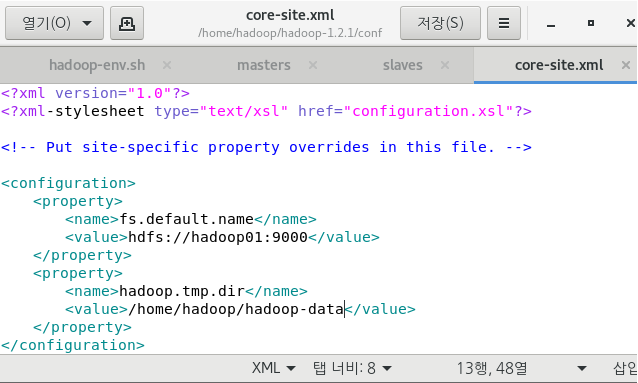 열기(O)
core-site.xml
/home/hadoop/hadoop-1.2.1/conf
저장(S)
hadoop-env.sh × masters × slaves × core-site.xml ×
<?xml version="1.0"?>
<?xml-stylesheet type="text/xsl" href="configuration.xsl"?>
<!-- Put site-specific property overrides in this file. -->
<configuration>
<property>
<name>fs.default.name</name>
<value>hdfs://hadoop01:9000</value>
</property>
<property>
<name>hadoop.tmp.dir</name>
<value>/home/hadoop/hadoop-data</value>
</property>
</configuration>
XML 탭 너비: 8 13행, 48열 삽입